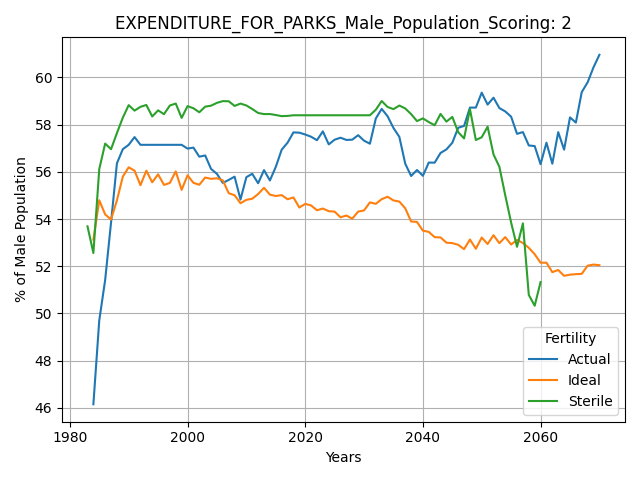 EXPENDITURE_FOR_PARKS_Male_Population_Scoring: 2
% of Male Population
60
58
56
54
52
50
48
46
1980
2000
2020
2040
2060
Years
Fertility
Actual
Ideal
Sterile